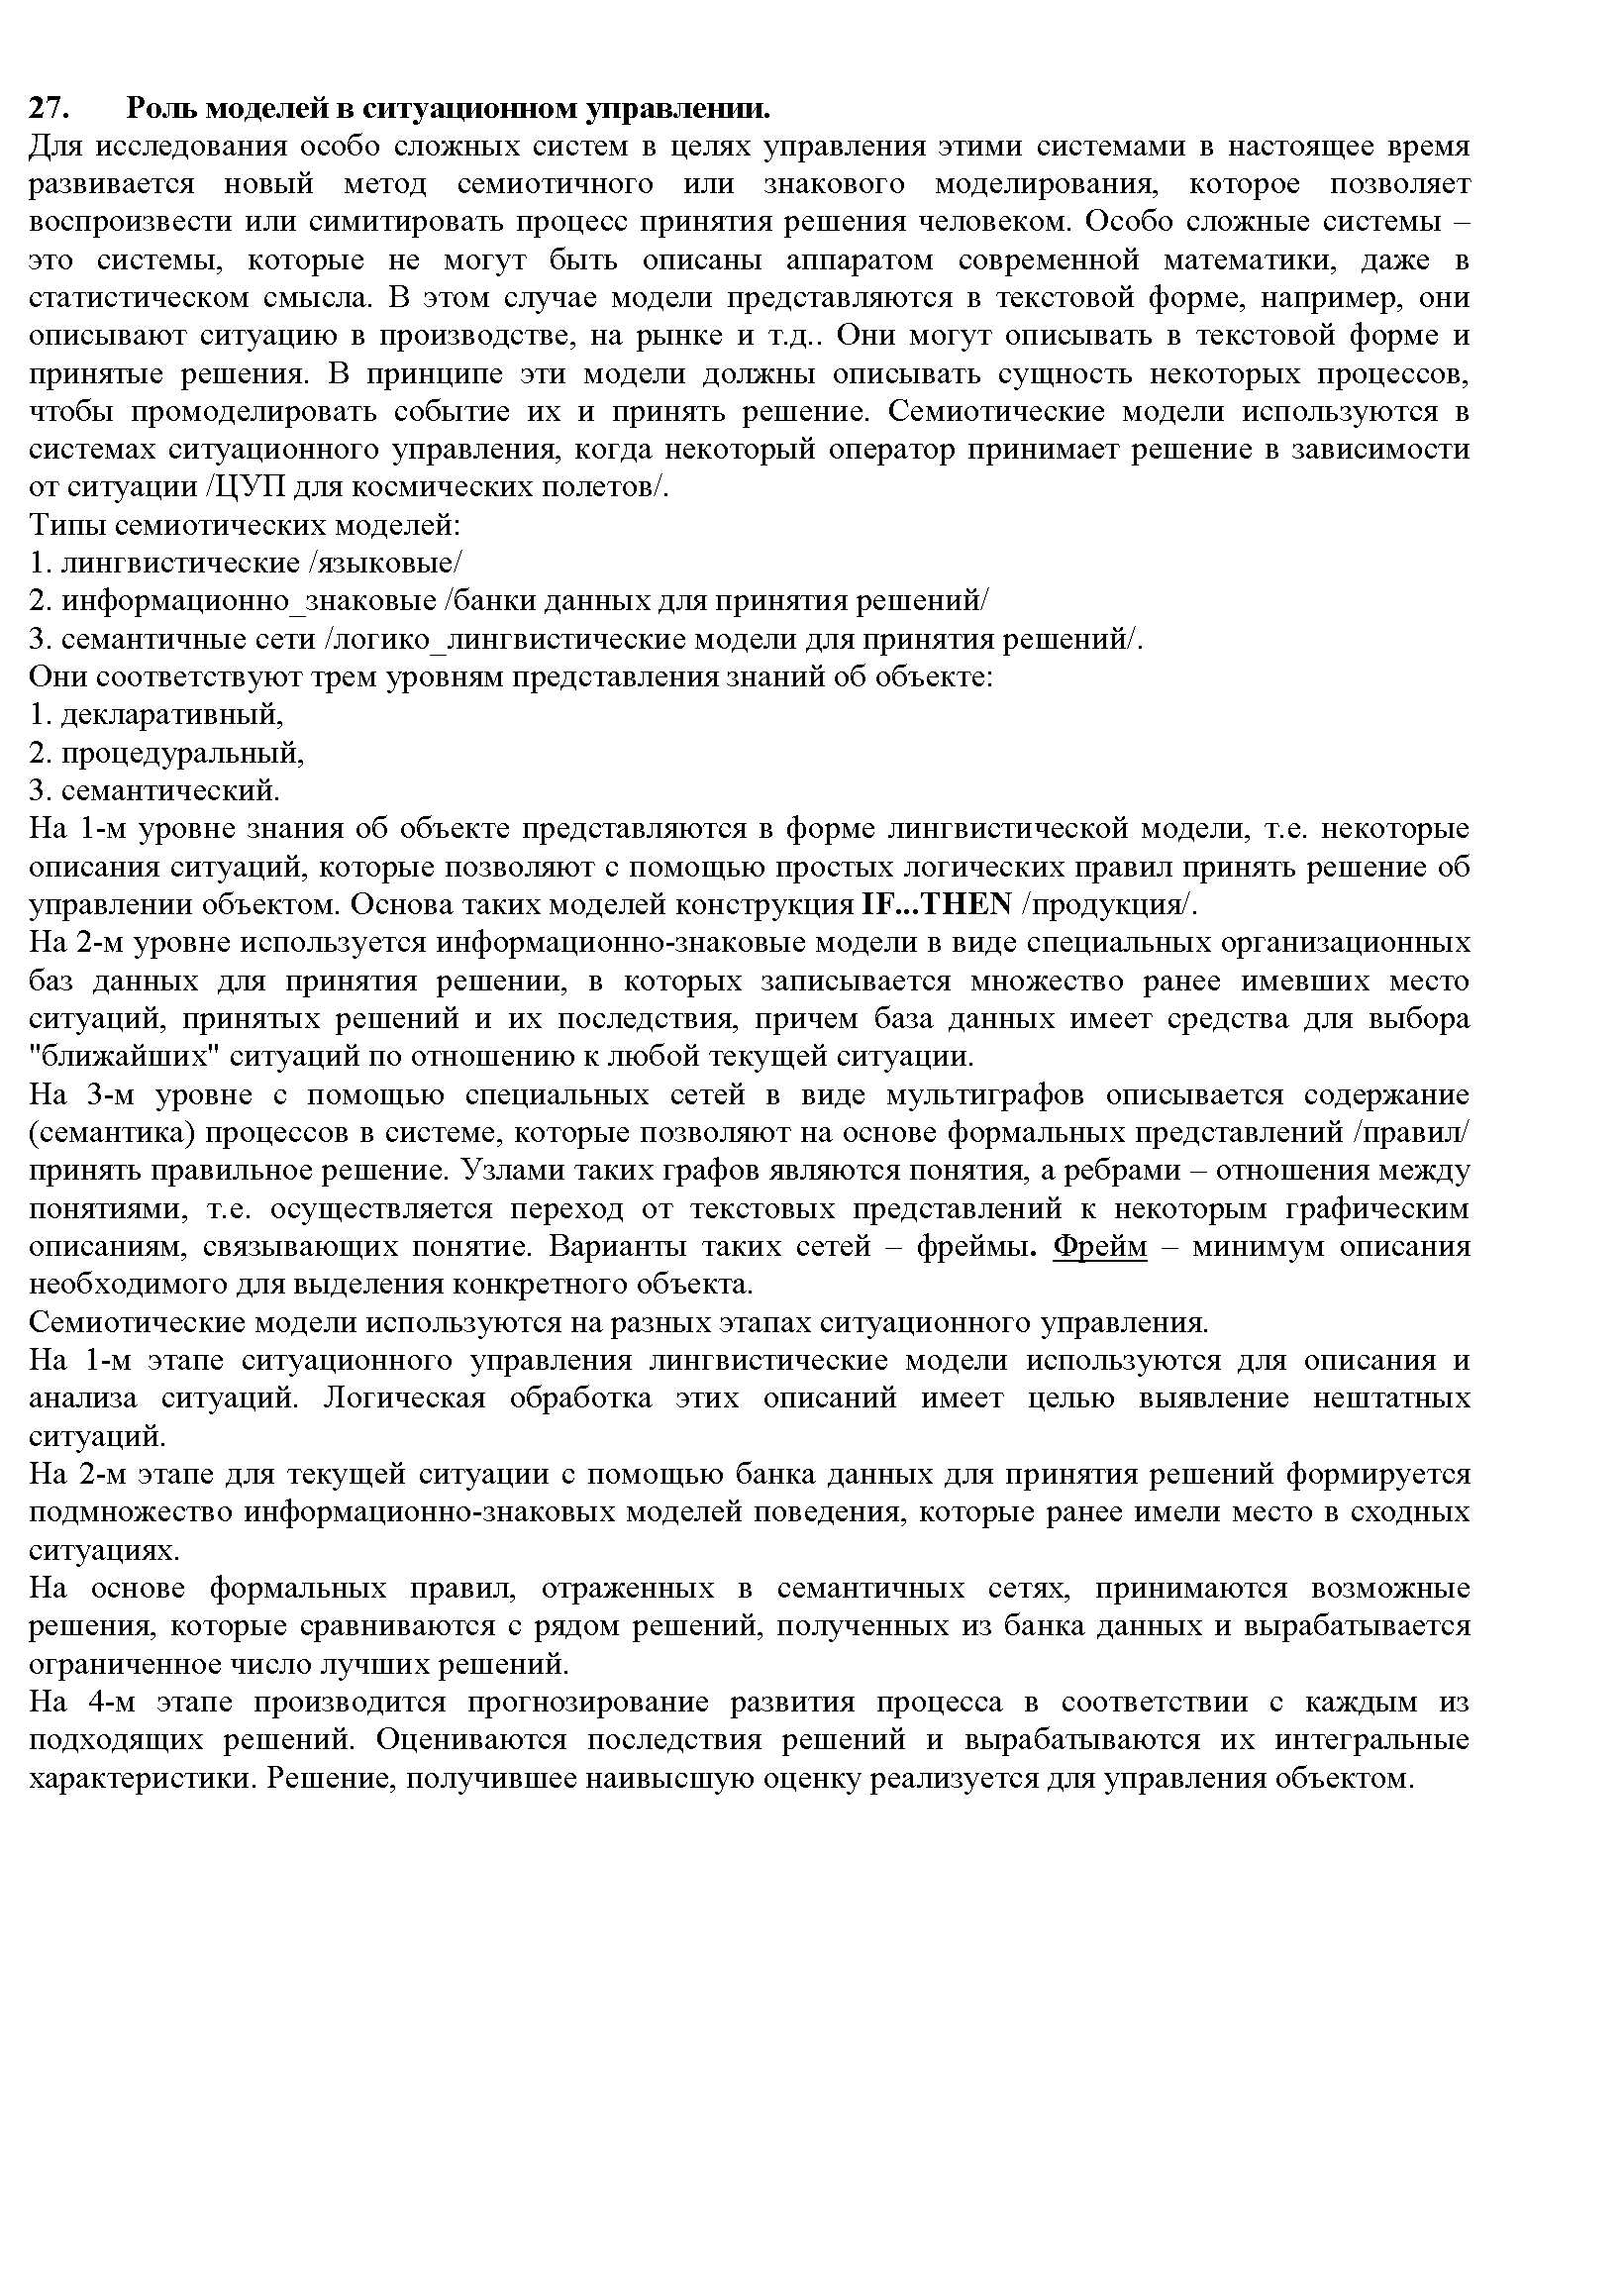 27. Роль моделей в ситуационном управлении.
Для исследования особо сложных систем в целях управления этими системами в настоящее время
развивается новый метод семиотичного или знакового моделирования, которое позволяет
воспроизвести или симитировать процесс принятия решения человеком. Особо сложные системы –
это системы, которые не могут быть описаны аппаратом современной математики, даже в
статистическом смысла. В этом случае модели представляются в текстовой форме, например, они
описывают ситуацию в производстве, на рынке и т.д.. Они могут описывать в текстовой форме и
принятые решения. В принципе эти модели должны описывать сущность некоторых процессов,
чтобы промоделировать событие их и принять решение. Семиотические модели используются в
системах ситуационного управления, когда некоторый оператор принимает решение в зависимости
от ситуации /ЦУП для космических полетов/.
Типы семиотических моделей:
1. лингвистические /языковые/
2. информационно_знаковые /банки данных для принятия решений/
3. семантичные сети /логико_лингвистические модели для принятия решений/.
Они соответствуют трем уровням представления знаний об объекте:
1. декларативный,
2. процедуральный,
3. семантический.
На 1-м уровне знания об объекте представляются в форме лингвистической модели, т.е. некоторые
описания ситуаций, которые позволяют с помощью простых логических правил принять решение об
управлении объектом. Основа таких моделей конструкция IF...THEN /продукция/.
На 2-м уровне используется информационно-знаковые модели в виде специальных организационных
баз данных для принятия решении, в которых записывается множество ранее имевших место
ситуаций, принятых решений и их последствия, причем база данных имеет средства для выбора
"ближайших" ситуаций по отношению к любой текущей ситуации.
На 3-м уровне с помощью специальных сетей в виде мультиграфов описывается содержание
(семантика) процессов в системе, которые позволяют на основе формальных представлений /правил/
принять правильное решение. Узлами таких графов являются понятия, а ребрами – отношения между
понятиями, т.е. осуществляется переход от текстовых представлений к некоторым графическим
описаниям, связывающих понятие. Варианты таких сетей – фреймы. Фрейм – минимум описания
необходимого для выделения конкретного объекта.
Семиотические модели используются на разных этапах ситуационного управления.
На 1-м этапе ситуационного управления лингвистические модели используются для описания и
анализа ситуаций. Логическая обработка этих описаний имеет целью выявление нештатных
ситуаций.
На 2-м этапе для текущей ситуации с помощью банка данных для принятия решений формируется
подмножество информационно-знаковых моделей поведения, которые ранее имели место в сходных
ситуациях.
На основе формальных правил, отраженных в семантичных сетях, принимаются возможные
решения, которые сравниваются с рядом решений, полученных из банка данных и вырабатывается
ограниченное число лучших решений.
На 4-м этапе производится прогнозирование развития процесса в соответствии с каждым из
подходящих решений. Оцениваются последствия решений и вырабатываются их интегральные
характеристики. Решение, получившее наивысшую оценку реализуется для управления объектом.